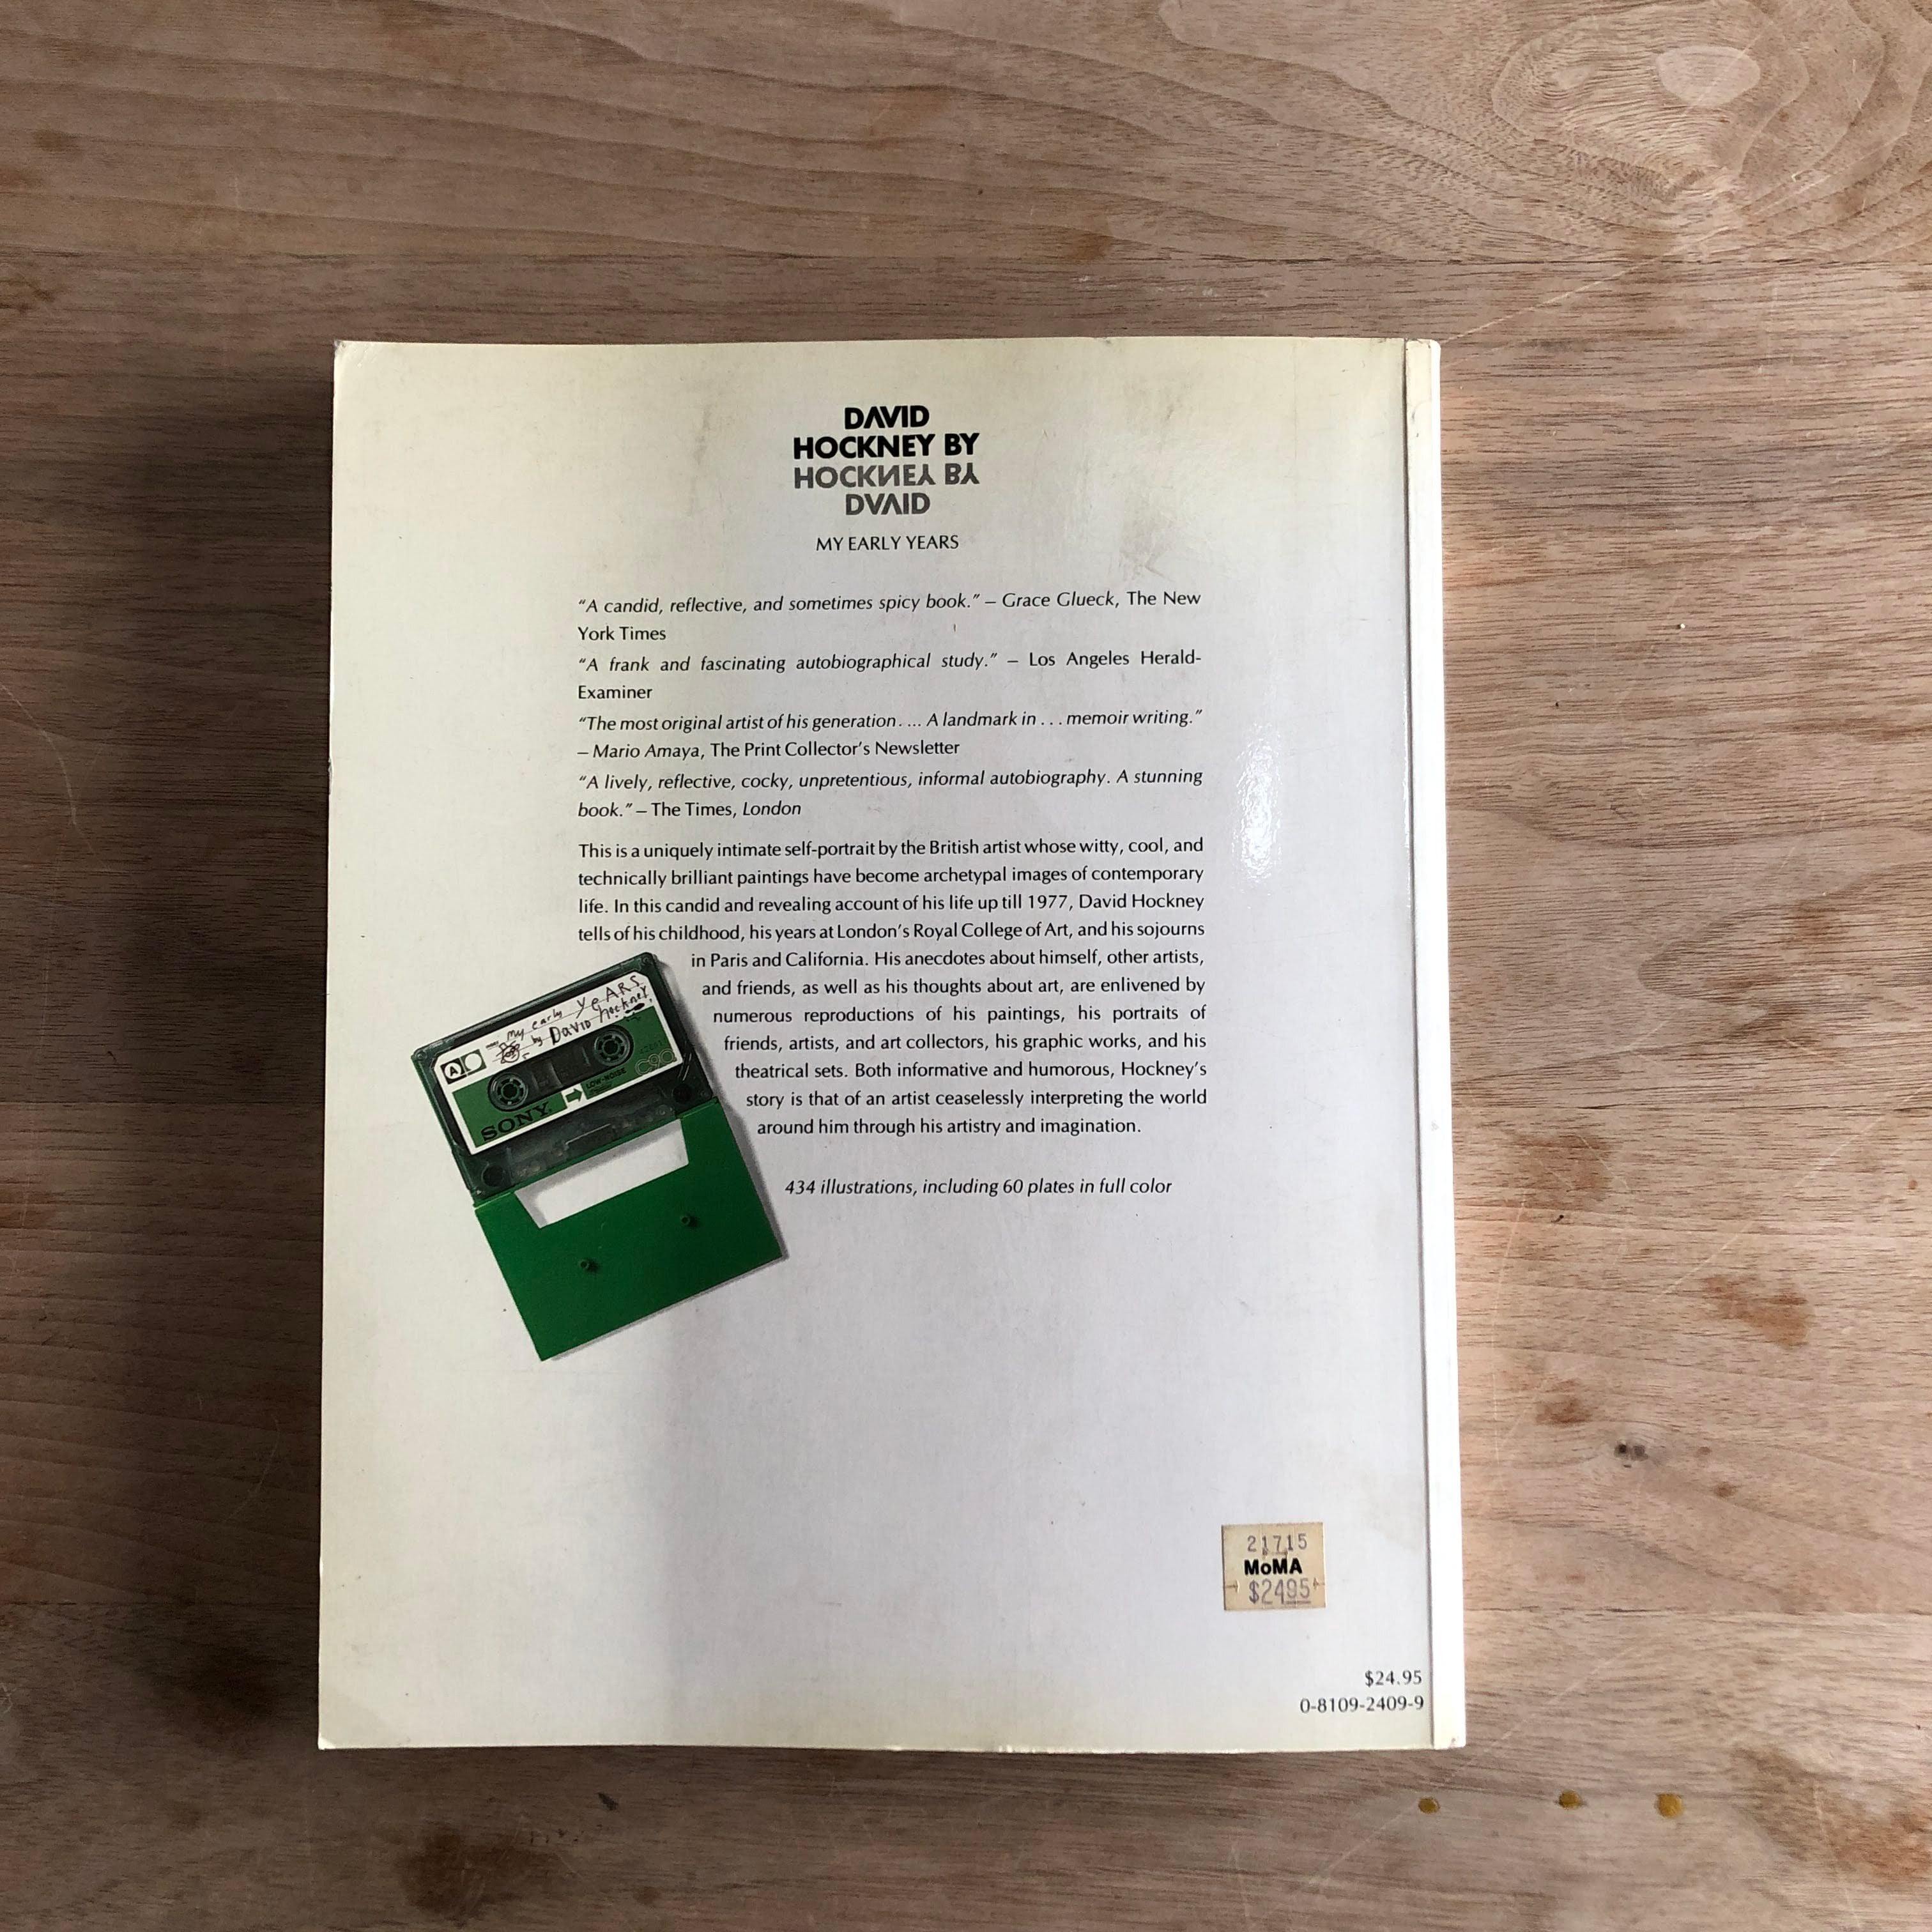 DAVID
HOCKNEY BY
HOCKNEY BY
DAVID
MY EARLY YEARS
“A candid, reflective, and sometimes spicy book.” – Grace Glueck, The New
York Times
“A frank and fascinating autobiographical study.” – Los Angeles Herald-
Examiner
“The most original artist of his generation. ... A landmark in . . . memoir writing.”
– Mario Amaya, The Print Collector’s Newsletter
“A lively, reflective, cocky, unpretentious, informal autobiography. A stunning
book.” – The Times, London
This is a uniquely intimate self-portrait by the British artist whose witty, cool, and
technically brilliant paintings have become archetypal images of contemporary
life. In this candid and revealing account of his life up till 1977, David Hockney
tells of his childhood, his years at London’s Royal College of Art, and his sojourns
in Paris and California. His anecdotes about himself, other artists,
and friends, as well as his thoughts about art, are enlivened by
numerous reproductions of his paintings, his portraits of
friends, artists, and art collectors, his graphic works, and his
theatrical sets. Both informative and humorous, Hockney’s
story is that of an artist ceaselessly interpreting the world
around him through his artistry and imagination.
My early YeARS
by DaviD hockney.
A
LOW-NOISE
C90
SONY
434 illustrations, including 60 plates in full color
21715
MoMA
$2495
$24.95
0-8109-2409-9